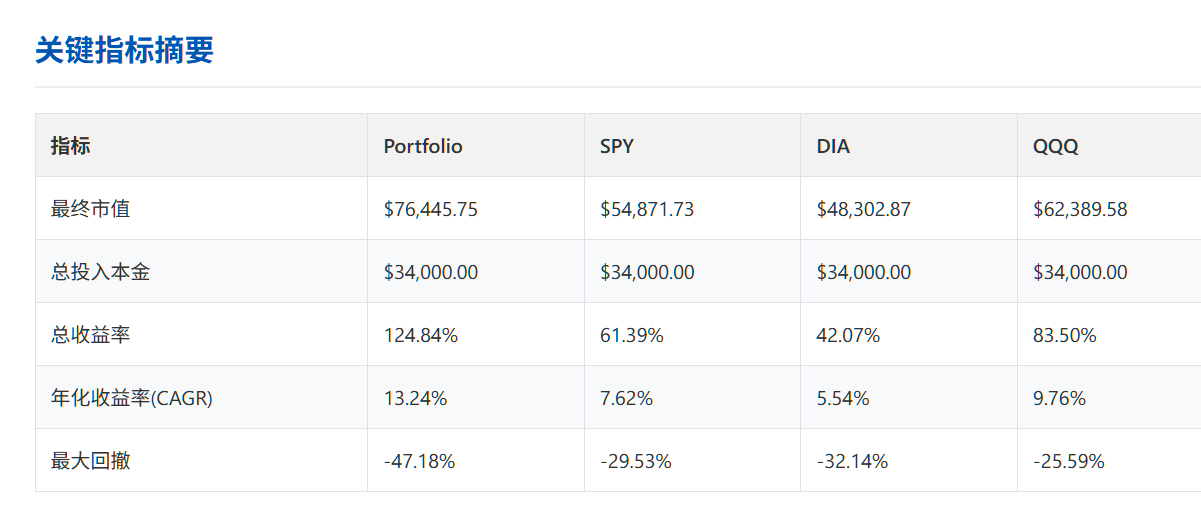 关键指标摘要
指标 Portfolio SPY DIA QQQ
最终市值 $76,445.75 $54,871.73 $48,302.87 $62,389.58
总投入本金 $34,000.00 $34,000.00 $34,000.00 $34,000.00
总收益率 124.84% 61.39% 42.07% 83.50%
年化收益率(CAGR) 13.24% 7.62% 5.54% 9.76%
最大回撤 -47.18% -29.53% -32.14% -25.59%